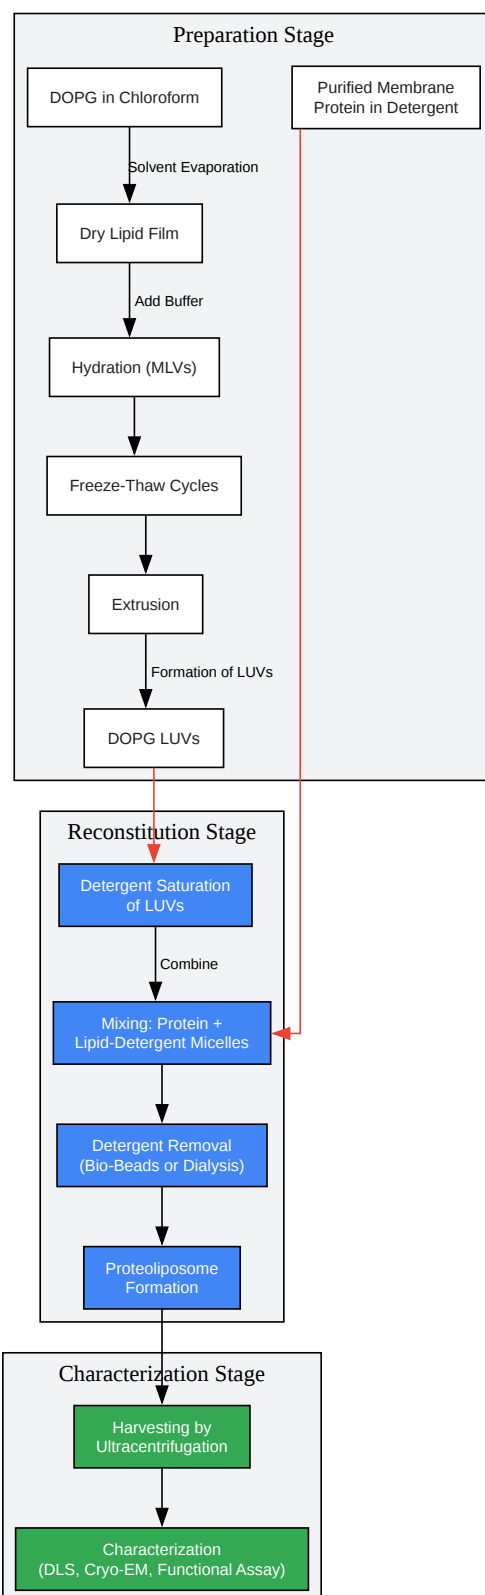 Preparation Stage
DOPG in Chloroform
Purified Membrane
Protein in Detergent
Solvent Evaporation
Dry Lipid Film
Add Buffer
Hydration (MLVs)
Freeze-Thaw Cycles
Extrusion
Formation of LUVs
DOPG LUVs
Reconstitution Stage
Detergent Saturation
of LUVs
Combine
Mixing: Protein +
Lipid-Detergent Micelles
Detergent Removal
(Bio-Beads or Dialysis)
Proteoliposome
Formation
Characterization Stage
Harvesting by
Ultracentrifugation
Characterization
(DLS, Cryo-EM, Functional Assay)